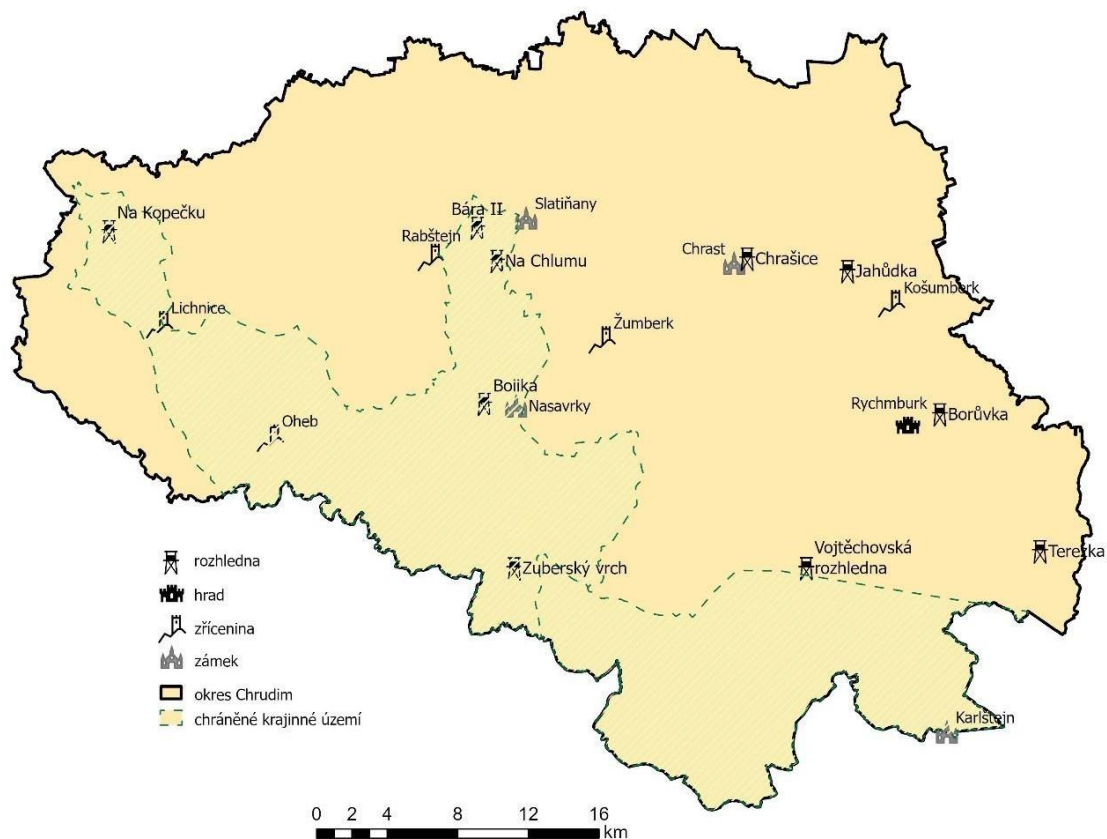 Na Kopečku
Bára II
Slatiňany
Rabštejn
Na Chlumu
Chrast
Chrašice
Jahůdka
Košumberk
Lichnice
Žumberk
Boiika
Nasavrky
Rychmburk
Borůvka
Oheb
Zuberský vrch
Vojtěchovská
rozhledna
Terezka
Karlštejn
rozhledna
hrad
zřícenina
zámek
okres Chrudim
chráněné krajinné území
0 2 4 8 12 16
km